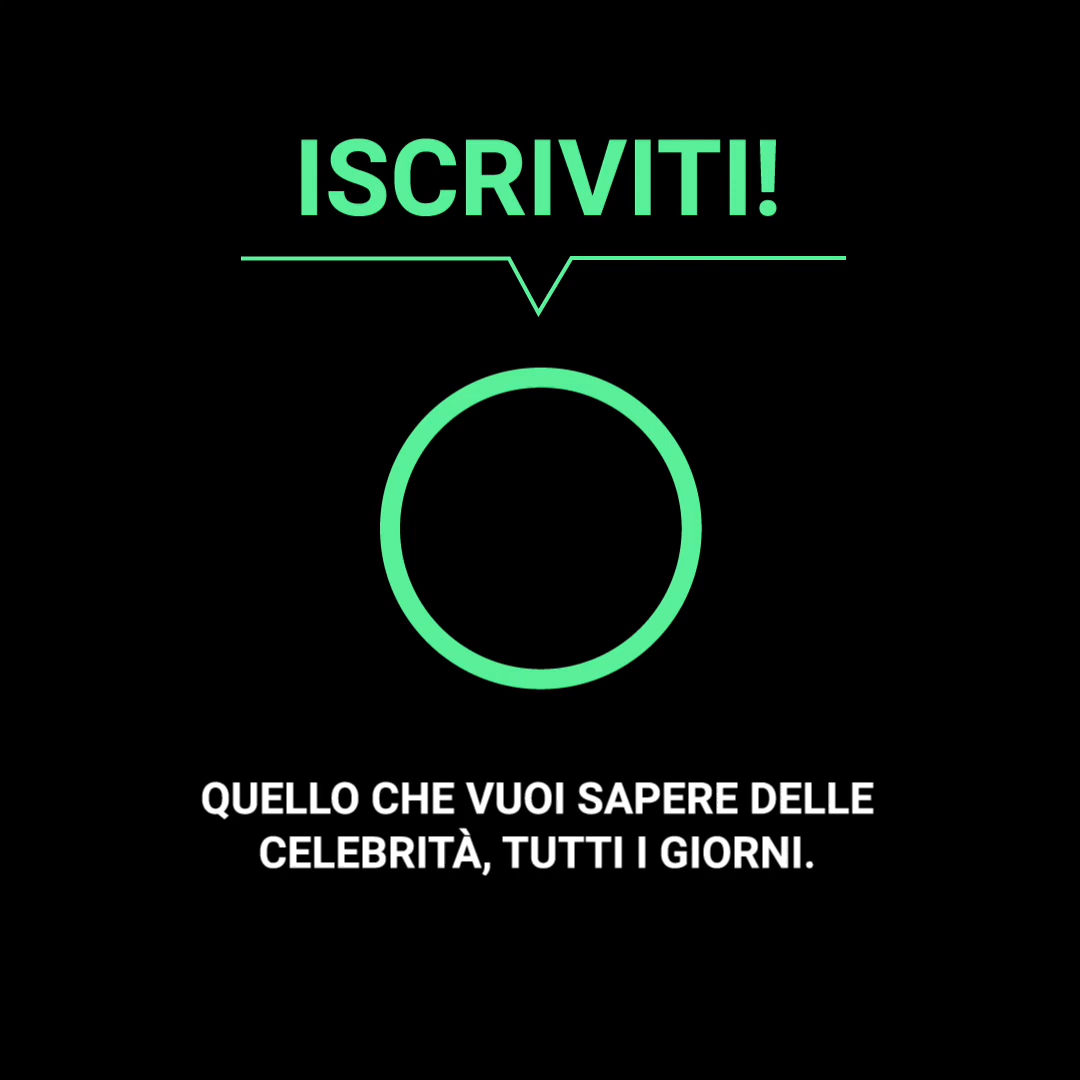 ISCRIVITI!
QUELLO CHE VUOI SAPERE DELLE
CELEBRITÀ, TUTTI I GIORNI.